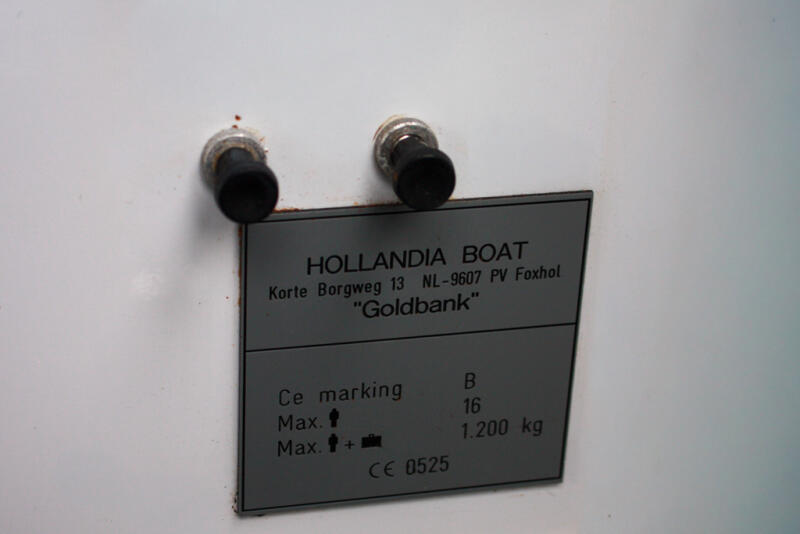 HOLLANDIA BOAT
Korte Borgweg 13 NL-9607 PV Foxhol
"Goldbank"
Ce marking B
Max. 16
Max. + 1.200 kg
CE 0525